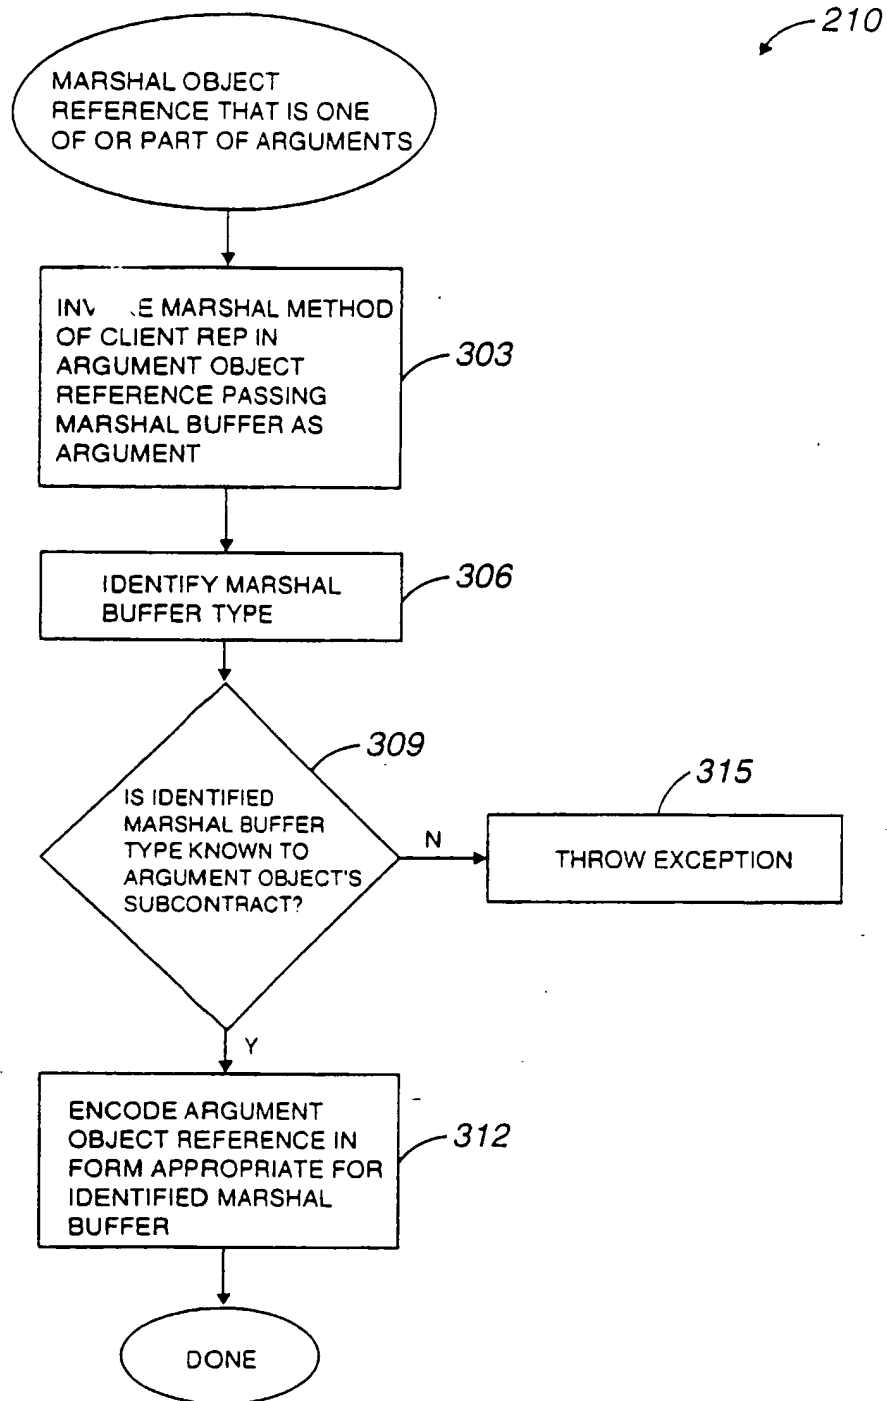 210
MARSHAL OBJECT
REFERENCE THAT IS ONE
OF OR PART OF ARGUMENTS
MARSHAL METHOD
OF CLIENT REP IN
ARGUMENT OBJECT
REFERENCE PASSING
MARSHAL BUFFER AS
ARGUMENT
303
IDENTIFY MARSHAL
BUFFER TYPE
306
309
IS IDENTIFIED
MARSHAL BUFFER
TYPE KNOWN TO
ARGUMENT OBJECT'S
SUBCONTRACT?
N
315
THROW EXCEPTION
Y
ENCODE ARGUMENT
OBJECT REFERENCE IN
FORM APPROPRIATE FOR
IDENTIFIED MARSHAL
BUFFER
312
DONE